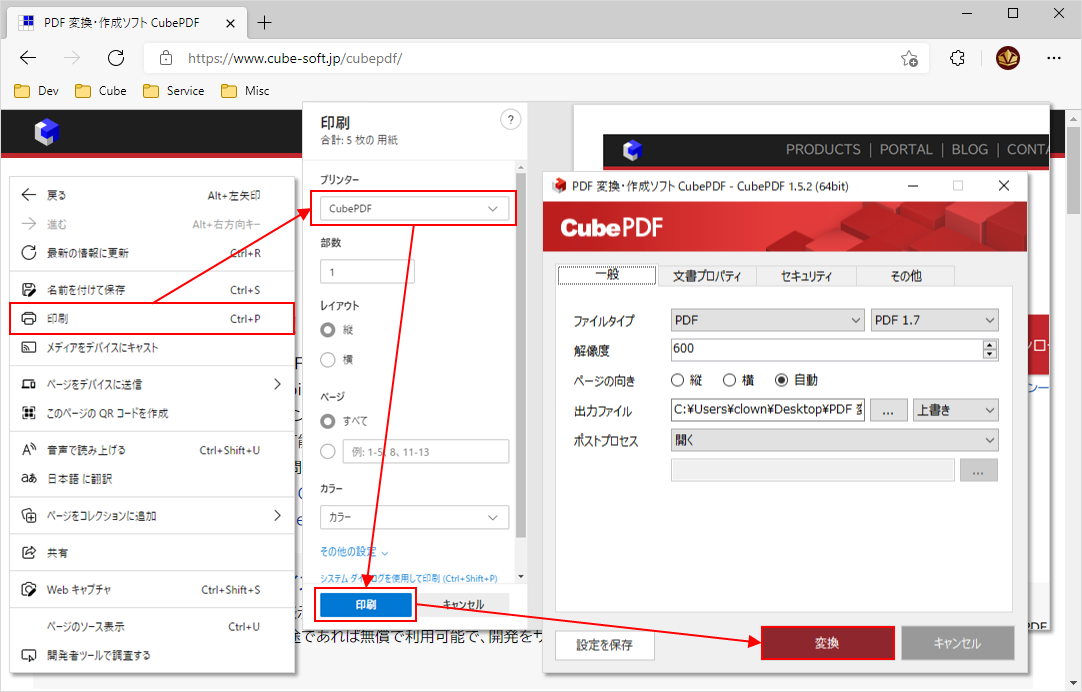 PDF 変換・作成ソフト CubePDF
https://www.cube-soft.jp/cubepdf/
Dev
Cube
Service
Misc
戻る Alt+左矢印
進む Alt+右方向キー
最新の情報に更新 Ctrl+R
名前を付けて保存 Ctrl+S
印刷 Ctrl+P
メディアをデバイスにキャスト
ページをデバイスに送信
このページの QR コードを作成
音声で読み上げる Ctrl+Shift+U
あ 日本語 に翻訳
ページをコレクションに追加
共有
Web キャプチャ Ctrl+Shift+S
ページのソース表示 Ctrl+U
開発者ツールで調査する
印刷
合計: 5 枚の 用紙
?
プリンター
CubePDF
部数
1
レイアウト
縦
横
ページ
すべて
例: 1-5、8、11-13
カラー
カラー
その他の設定
システム ダイアログを使用して印刷 (Ctrl+Shift+P)
印刷
キャンセル
途であれば無償で利用可能で、開発をサ
PRODUCTS | PORTAL | BLOG | CONTA
PDF 変換・作成ソフト CubePDF - CubePDF 1.5.2 (64bit)
CubePDF
一般
文書プロパティ
セキュリティ
その他
ファイルタイプ PDF PDF 1.7
解像度 600
ページの向き 縦 横 自動
出力ファイル C:¥Users¥clown¥Desktop¥PDF ... 上書き
ポストプロセス 開く
...
設定を保存
変換
キャンセル